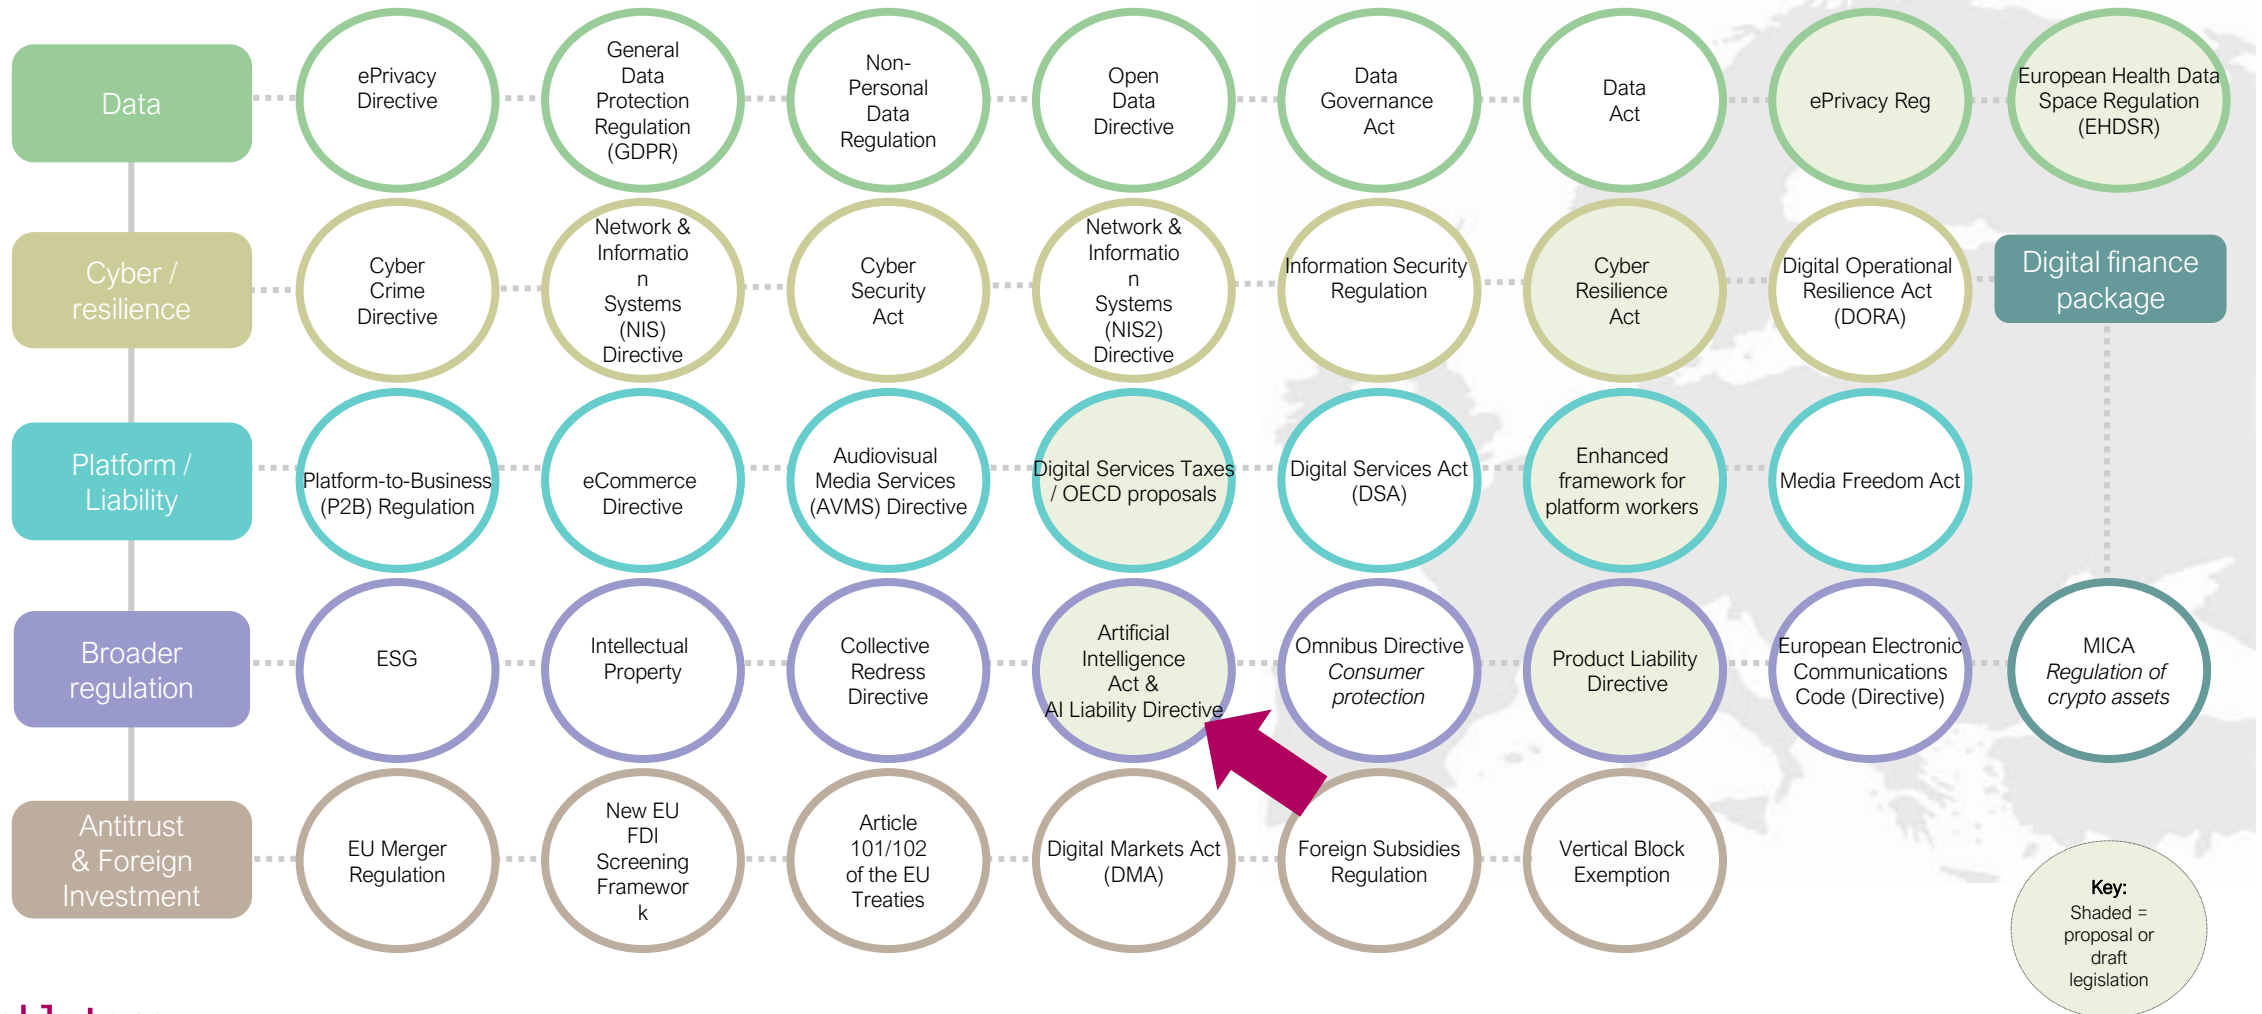 Data
ePrivacy
Directive
General
Data
Protection
Regulation
(GDPR)
Non-
Personal
Data
Regulation
Open
Data
Directive
Data
Governance
Act
Data
Act
ePrivacy Reg
European Health Data
Space Regulation
(EHDSR)
Cyber /
resilience
Cyber
Crime
Directive
Network &
Informatio
n
Systems
(NIS)
Directive
Cyber
Security
Act
Network &
Informatio
n
Systems
(NIS2)
Directive
Information Security
Regulation
Cyber
Resilience
Act
Digital Operational
Resilience Act
(DORA)
Digital finance
package
Platform /
Liability
Platform-to-Business
(P2B) Regulation
eCommerce
Directive
Audiovisual
Media Services
(AVMS) Directive
Digital Services Taxes
/ OECD proposals
Digital Services Act
(DSA)
Enhanced
framework for
platform workers
Media Freedom Act
Broader
regulation
ESG
Intellectual
Property
Collective
Redress
Directive
Artificial
Intelligence
Act &
AI Liability Directive
Omnibus Directive
Consumer
protection
Product Liability
Directive
European Electronic
Communications
Code (Directive)
MICA
Regulation of
crypto assets
Antitrust
& Foreign
Investment
EU Merger
Regulation
New EU
FDI
Screening
Framewor
k
Article
101/102
of the EU
Treaties
Digital Markets Act
(DMA)
Foreign Subsidies
Regulation
Vertical Block
Exemption
Key:
Shaded =
proposal or
draft
legislation